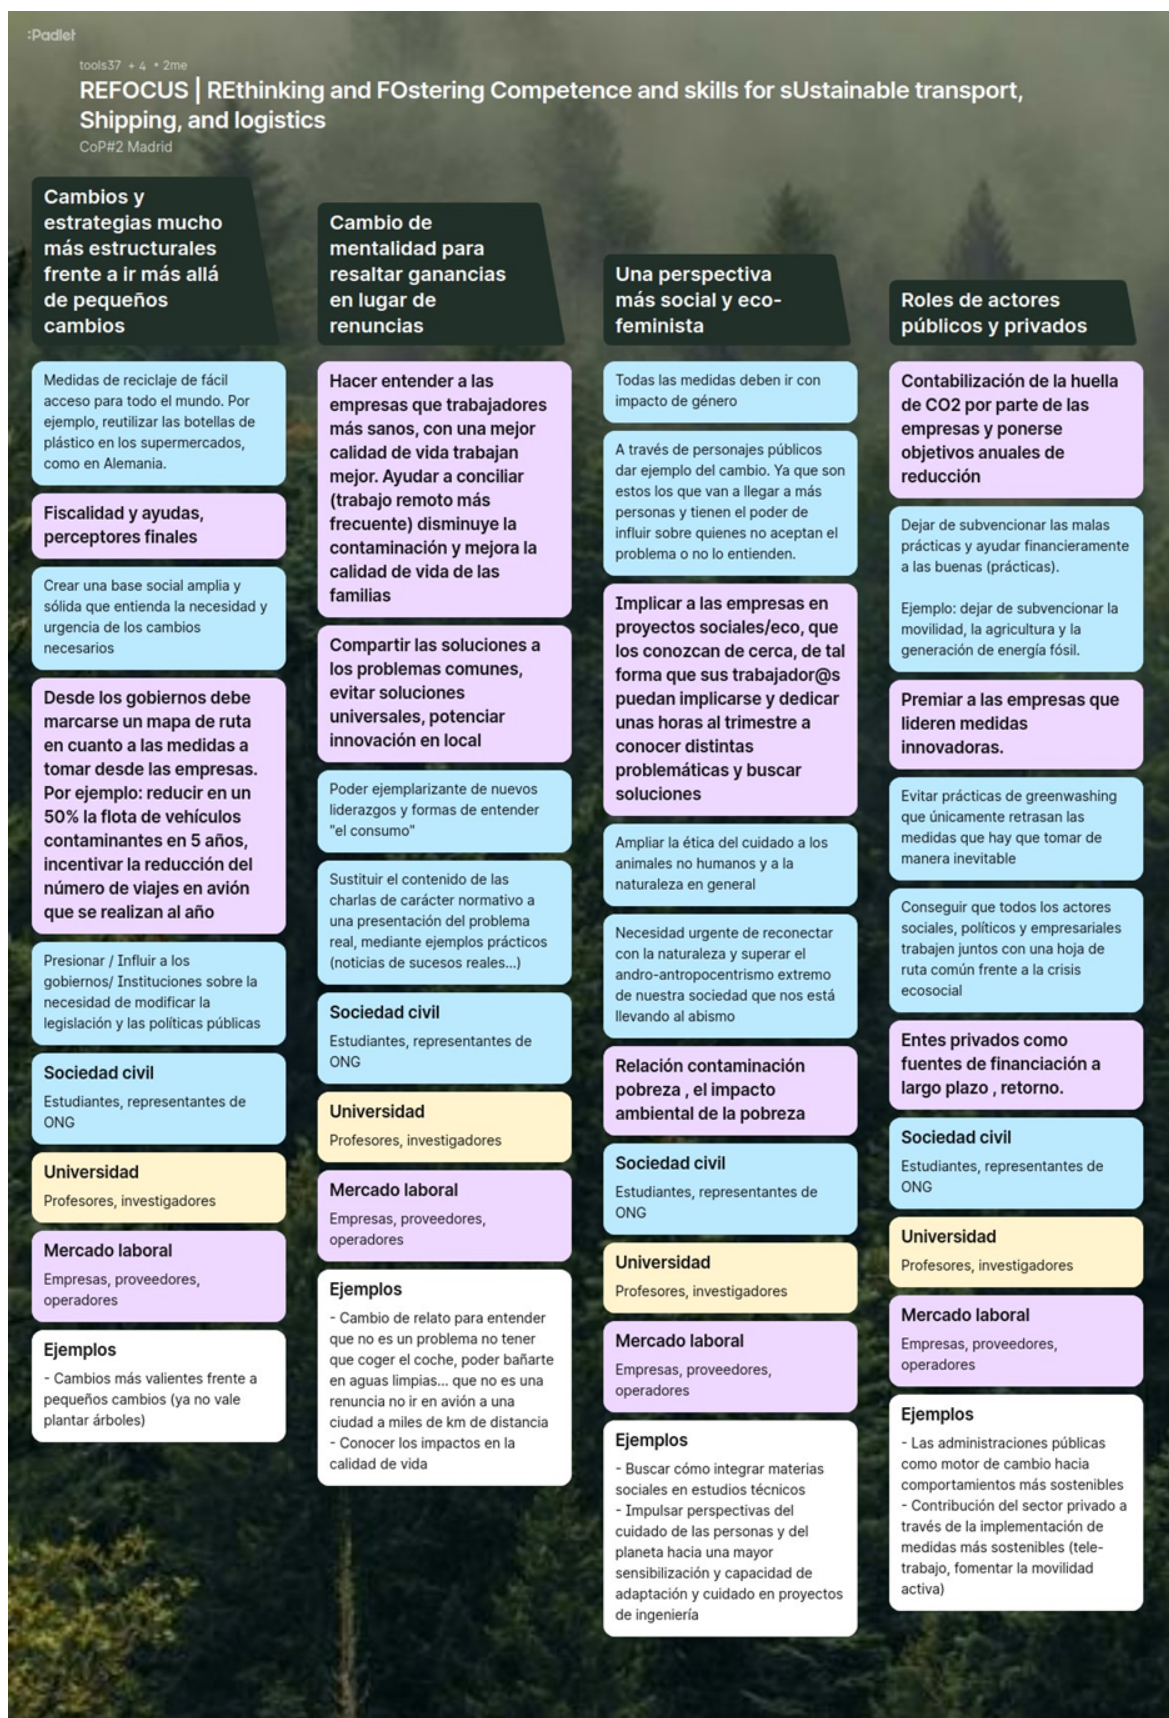 :Padlet
tools37 + 4 • 2me
REFOCUS | REthinking and FOstering Competence and skills for sUstainable transport,
Shipping, and logistics
CoP#2 Madrid
Cambios y
estrategias mucho
más estructurales
frente a ir más allá
de pequeños
cambios
Medidas de reciclaje de fácil
acceso para todo el mundo. Por
ejemplo, reutilizar las botellas de
plástico en los supermercados,
como en Alemania.
Fiscalidad y ayudas,
perceptores finales
Crear una base social amplia y
sólida que entienda la necesidad y
urgencia de los cambios
necesarios
Desde los gobiernos debe
marcarse un mapa de ruta
en cuanto a las medidas a
tomar desde las empresas.
Por ejemplo: reducir en un
50% la flota de vehículos
contaminantes en 5 años,
incentivar la reducción del
número de viajes en avión
que se realizan al año
Presionar / Influir a los
gobiernos/ Instituciones sobre la
necesidad de modificar la
legislación y las políticas públicas
Sociedad civil
Estudiantes, representantes de
ONG
Universidad
Profesores, investigadores
Mercado laboral
Empresas, proveedores,
operadores
Ejemplos
- Cambios más valientes frente a
pequeños cambios (ya no vale
plantar árboles)
Cambio de
mentalidad para
resaltar ganancias
en lugar de
renuncias
Hacer entender a las
empresas que trabajadores
más sanos, con una mejor
calidad de vida trabajan
mejor. Ayudar a conciliar
(trabajo remoto más
frecuente) disminuye la
contaminación y mejora la
calidad de vida de las
familias
Compartir las soluciones a
los problemas comunes,
evitar soluciones
universales, potenciar
innovación en local
Poder ejemplarizante de nuevos
liderazgos y formas de entender
"el consumo"
Sustituir el contenido de las
charlas de carácter normativo a
una presentación del problema
real, mediante ejemplos prácticos
(noticias de sucesos reales...)
Sociedad civil
Estudiantes, representantes de
ONG
Universidad
Profesores, investigadores
Mercado laboral
Empresas, proveedores,
operadores
Ejemplos
- Cambio de relato para entender
que no es un problema no tener
que coger el coche, poder bañarte
en aguas limpias... que no es una
renuncia no ir en avión a una
ciudad a miles de km de distancia
- Conocer los impactos en la
calidad de vida
Una perspectiva
más social y eco-
feminista
Todas las medidas deben ir con
impacto de género
A través de personajes públicos
dar ejemplo del cambio. Ya que son
estos los que van a llegar a más
personas y tienen el poder de
influir sobre quienes no aceptan el
problema o no lo entienden.
Implicar a las empresas en
proyectos sociales/eco, que
los conozcan de cerca, de tal
forma que sus trabajador@s
puedan implicarse y dedicar
unas horas al trimestre a
conocer distintas
problemáticas y buscar
soluciones
Ampliar la ética del cuidado a los
animales no humanos y a la
naturaleza en general
Necesidad urgente de reconectar
con la naturaleza y superar el
andro-antropocentrismo extremo
de nuestra sociedad que nos está
llevando al abismo
Relación contaminación
pobreza , el impacto
ambiental de la pobreza
Sociedad civil
Estudiantes, representantes de
ONG
Universidad
Profesores, investigadores
Mercado laboral
Empresas, proveedores,
operadores
Ejemplos
- Buscar cómo integrar materias
sociales en estudios técnicos
- Impulsar perspectivas del
cuidado de las personas y del
planeta hacia una mayor
sensibilización y capacidad de
adaptación y cuidado en proyectos
de ingeniería
Roles de actores
públicos y privados
Contabilización de la huella
de CO2 por parte de las
empresas y ponerse
objetivos anuales de
reducción
Dejar de subvencionar las malas
prácticas y ayudar financieramente
a las buenas (prácticas).
Ejemplo: dejar de subvencionar la
movilidad, la agricultura y la
generación de energía fósil.
Premiar a las empresas que
lideren medidas
innovadoras.
Evitar prácticas de greenwashing
que únicamente retrasan las
medidas que hay que tomar de
manera inevitable
Conseguir que todos los actores
sociales, políticos y empresariales
trabajen juntos con una hoja de
ruta común frente a la crisis
ecosocial
Entes privados como
fuentes de financiación a
largo plazo , retorno.
Sociedad civil
Estudiantes, representantes de
ONG
Universidad
Profesores, investigadores
Mercado laboral
Empresas, proveedores,
operadores
Ejemplos
- Las administraciones públicas
como motor de cambio hacia
comportamientos más sostenibles
- Contribución del sector privado a
través de la implementación de
medidas más sostenibles (tele-
trabajo, fomentar la movilidad
activa)